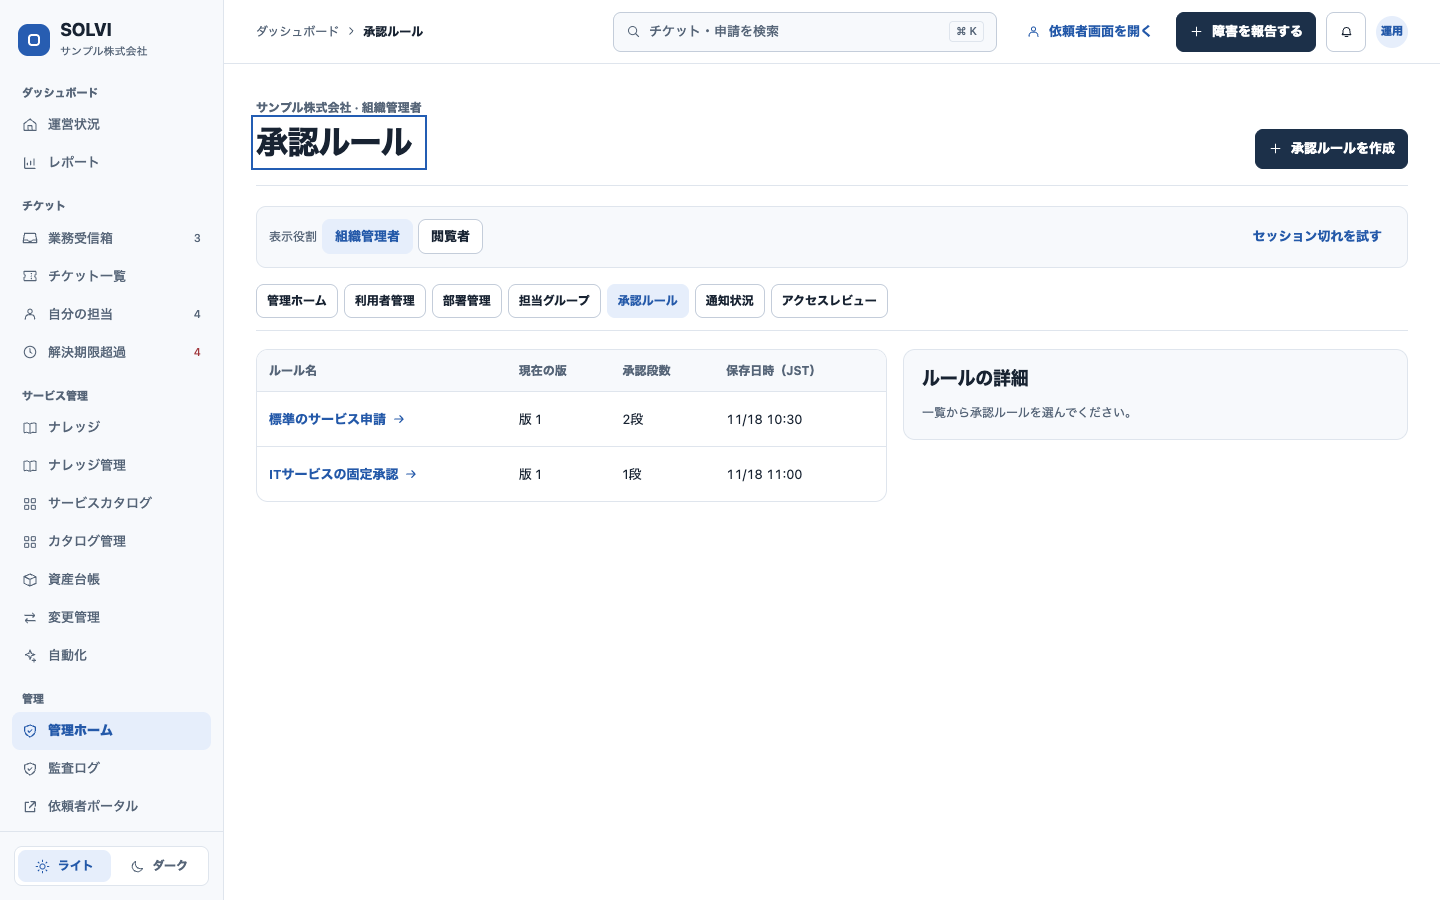 SOLVI
サンプル株式会社
ダッシュボード
運営状況
レポート
チケット
業務受信箱 3
チケット一覧
自分の担当 4
解決期限超過 4
サービス管理
ナレッジ
ナレッジ管理
サービスカタログ
カタログ管理
資産台帳
変更管理
自動化
管理
管理ホーム
監査ログ
依頼者ポータル
ライト ダーク
ダッシュボード > 承認ルール
チケット・申請を検索 ⌘ K
依頼者画面を開く
+ 障害を報告する
運用
サンプル株式会社 · 組織管理者
承認ルール
+ 承認ルールを作成
表示役割 組織管理者 閲覧者 セッション切れを試す
管理ホーム 利用者管理 部署管理 担当グループ 承認ルール 通知状況 アクセスレビュー
ルール名 現在の版 承認段数 保存日時（JST）
標準のサービス申請 → 版 1 2段 11/18 10:30
ITサービスの固定承認 → 版 1 1段 11/18 11:00
ルールの詳細
一覧から承認ルールを選んでください。